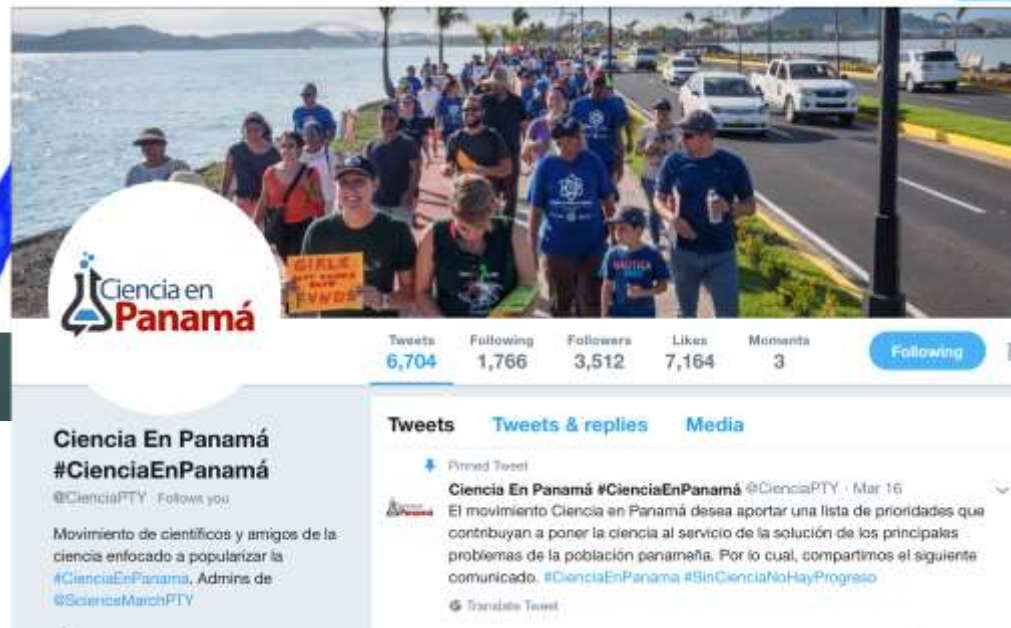 GIRLS
FUNDS
NAUTICA
Ciencia en
Panamá
Tweets Following Followers Likes Moments
6,704 1,766 3,512 7,164 3
Following
Ciencia En Panamá
#CienciaEnPanamá
@CienciaPTY Follows you
Movimiento de científicos y amigos de la
ciencia enfocado a popularizar la
#CienciaEnPanama. Admins de
@ScienceMarchPTY
Tweets Tweets & replies Media
Pinned Tweet
Ciencia En Panamá #CienciaEnPanamá @CienciaPTY · Mar 16
El movimiento Ciencia en Panamá desea aportar una lista de prioridades que
contribuyan a poner la ciencia al servicio de la solución de los principales
problemas de la población panameña. Por lo cual, compartimos el siguiente
comunicado. #CienciaEnPanama #SinCienciaNoHayProgreso
Translate Tweet